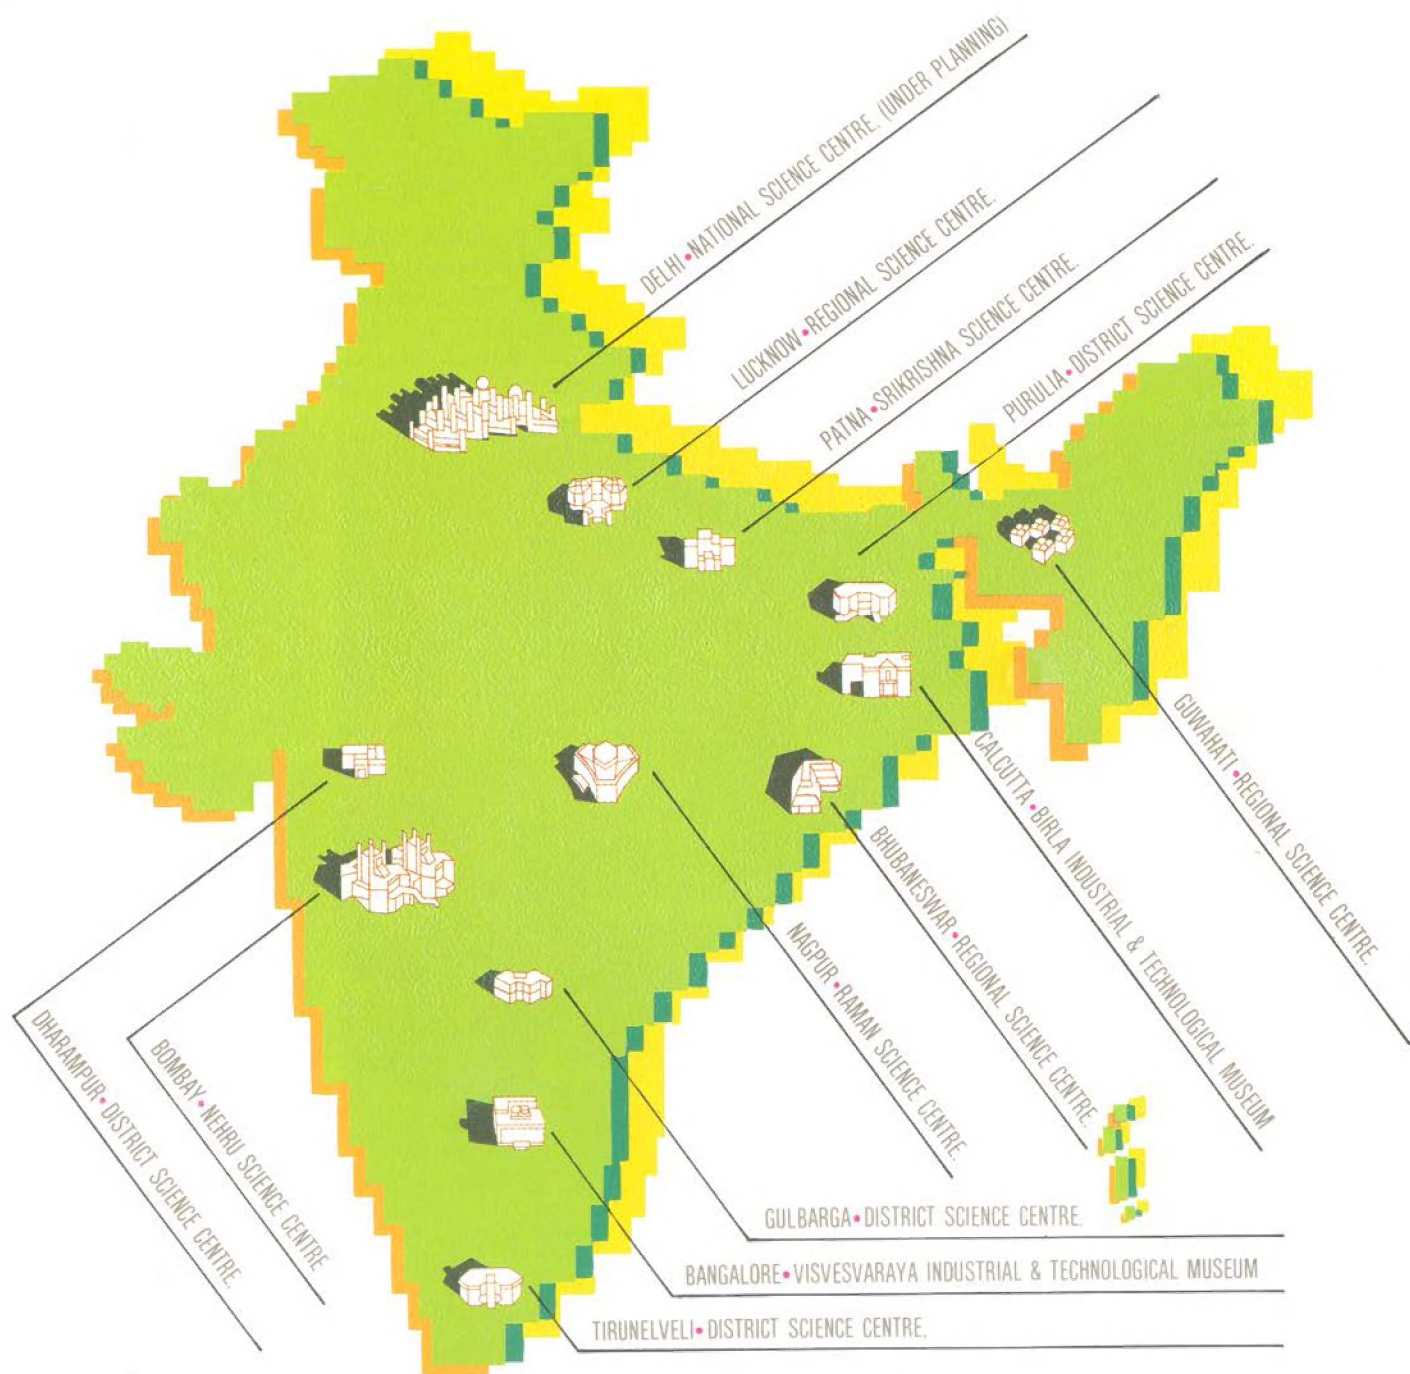 DELHI•NATIONAL SCIENCE CENTRE. (UNDER PLANNING)
LUCKNOW•REGIONAL SCIENCE CENTRE.
PATNA•SRIKRISHNA SCIENCE CENTRE.
PURULIA•DISTRICT SCIENCE CENTRE.
GUWAHATI•REGIONAL SCIENCE CENTRE.
CALCUTTA•BIRLA INDUSTRIAL & TECHNOLOGICAL MUSEUM
BHUBANESWAR•REGIONAL SCIENCE CENTRE.
NAGPUR•RAMAN SCIENCE CENTRE.
DHARAMPUR•DISTRICT SCIENCE CENTRE.
BOMBAY•NEHRU SCIENCE CENTRE
GULBARGA•DISTRICT SCIENCE CENTRE.
BANGALORE•VISVESVARAYA INDUSTRIAL & TECHNOLOGICAL MUSEUM
TIRUNELVELI•DISTRICT SCIENCE CENTRE.